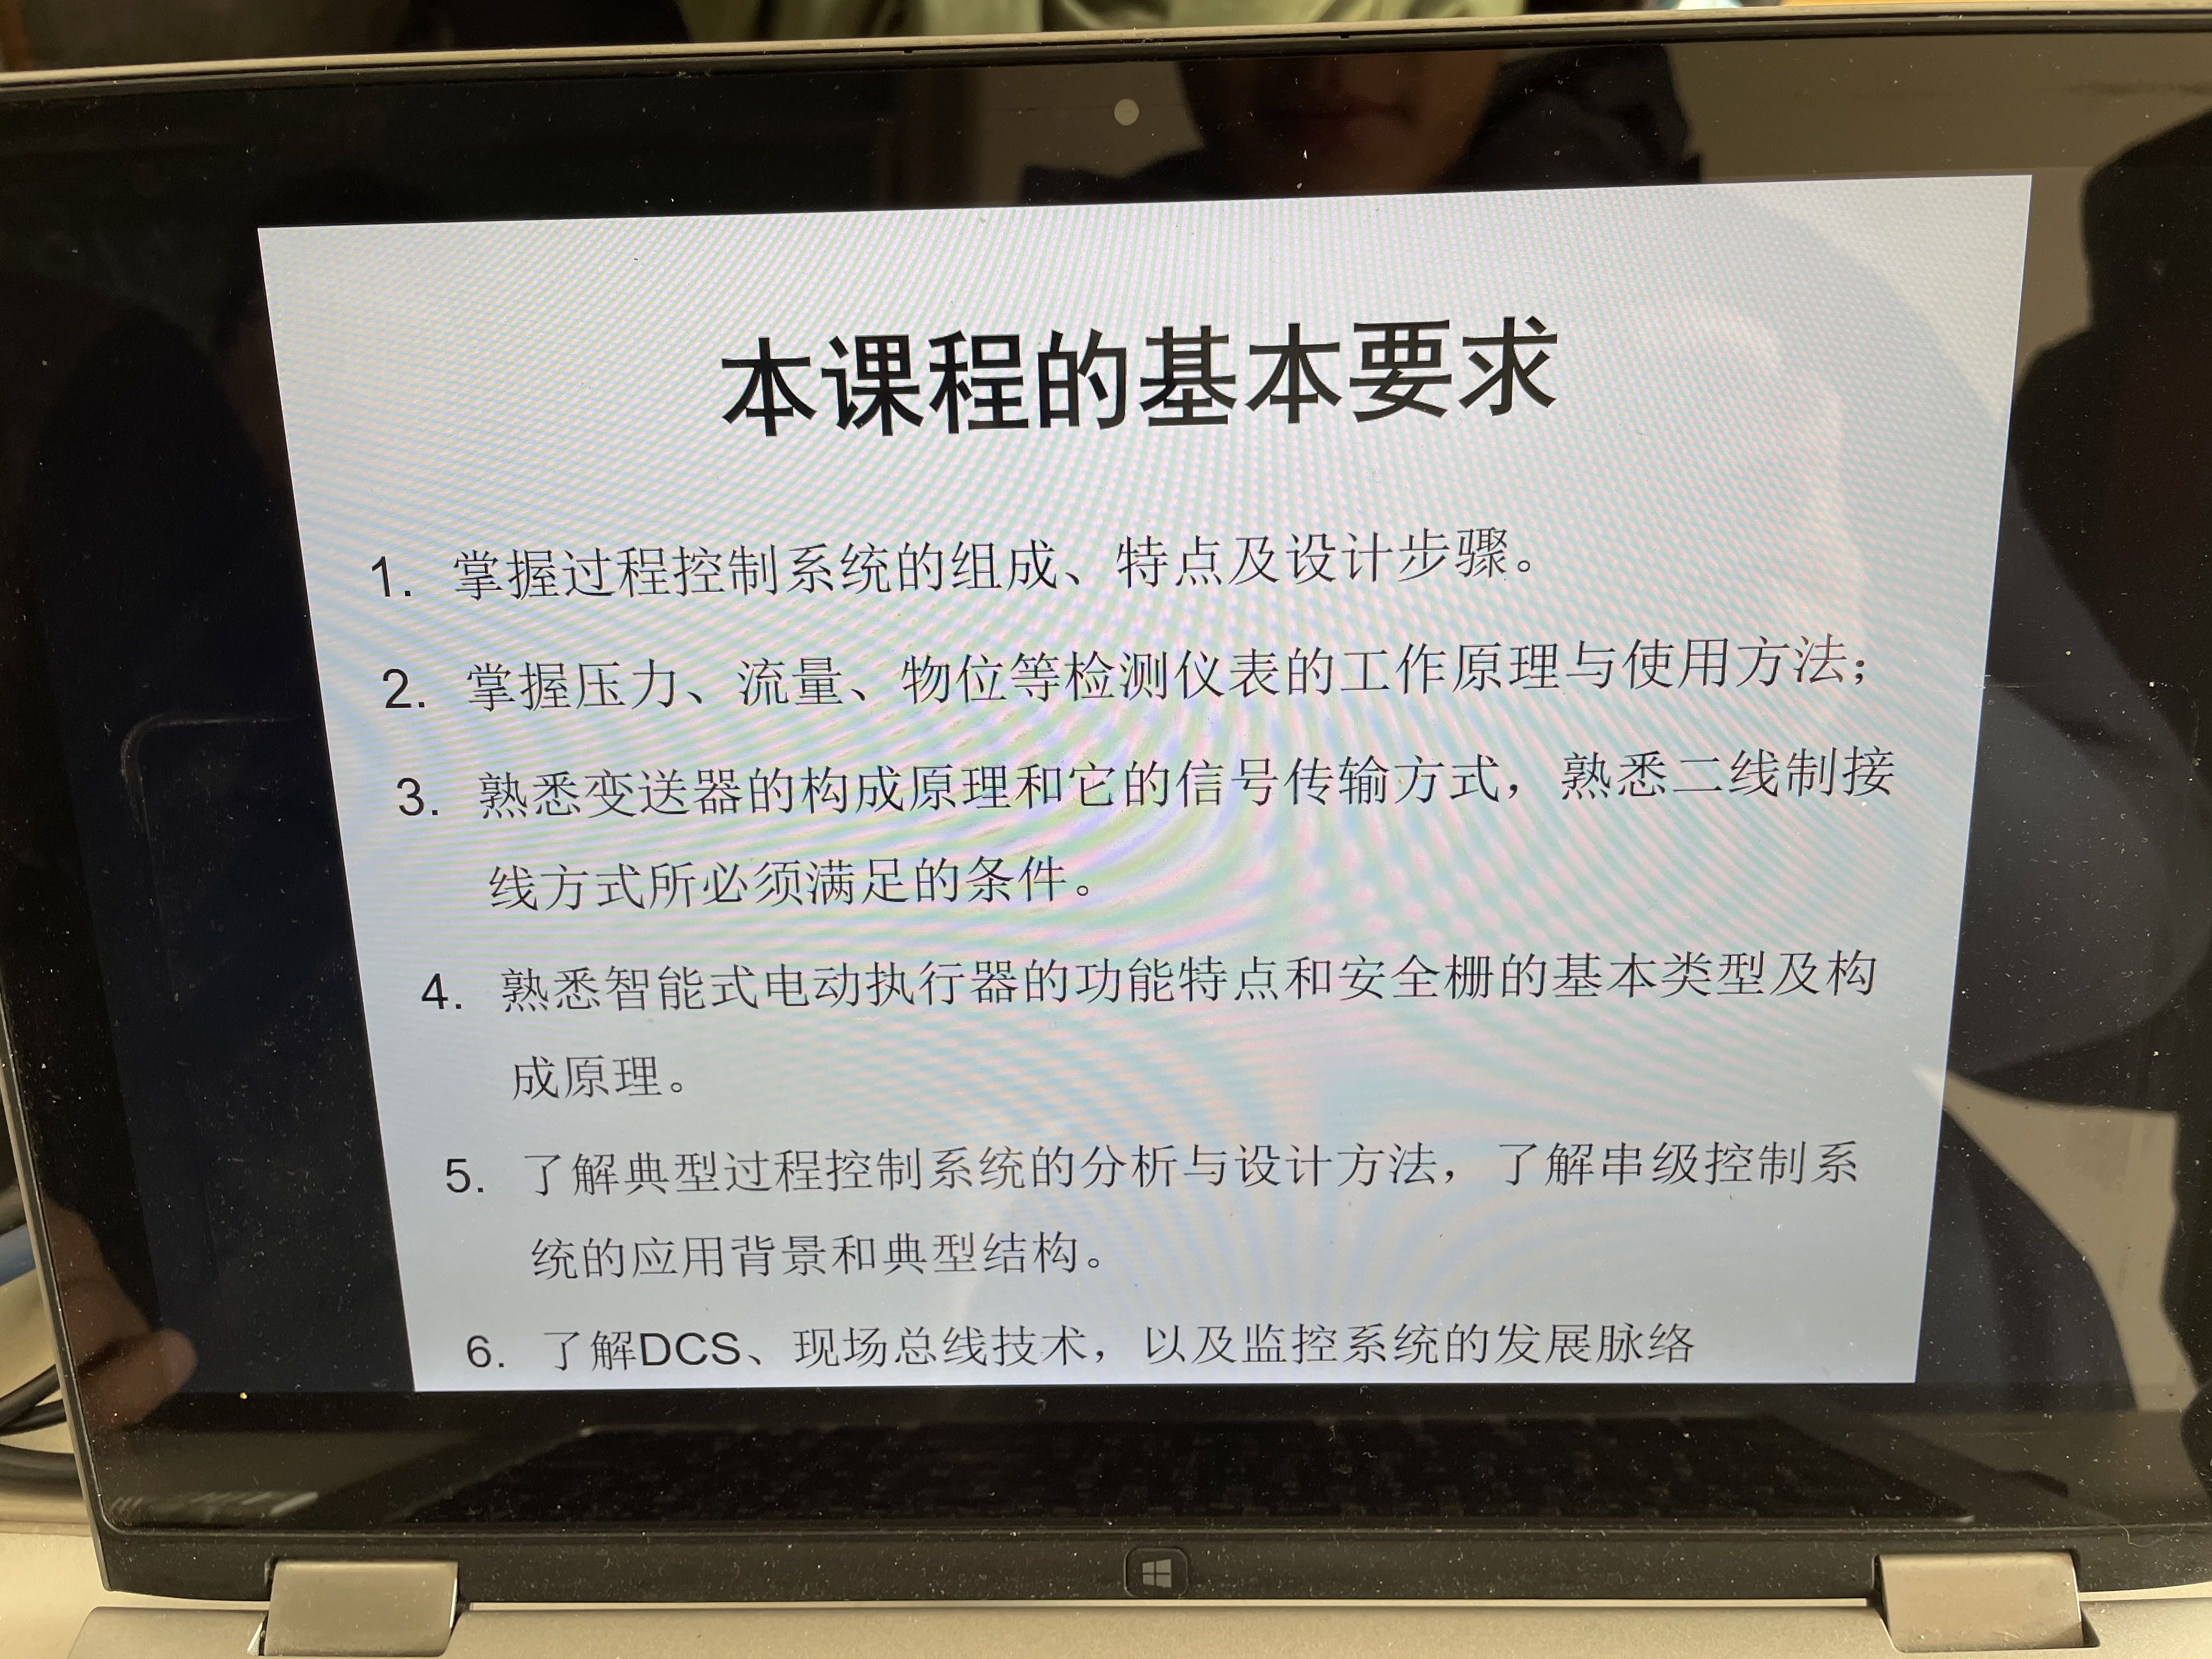 本课程的基本要求
1. 掌握过程控制系统的组成、特点及设计步骤。
2. 掌握压力、流量、物位等检测仪表的工作原理与使用方法;
3. 熟悉变送器的构成原理和它的信号传输方式，熟悉二线制接
线方式所必须满足的条件。
4. 熟悉智能式电动执行器的功能特点和安全栅的基本类型及构
成原理。
5. 了解典型过程控制系统的分析与设计方法，了解串级控制系
统的应用背景和典型结构。
6. 了解DCS、现场总线技术，以及监控系统的发展脉络